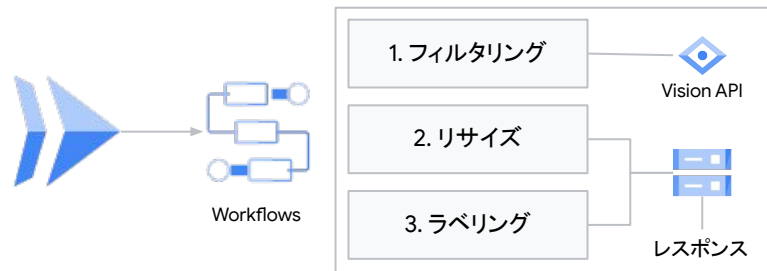 1. フィルタリング
Vision API
2. リサイズ
Workflows
3. ラベリング
レスポンス